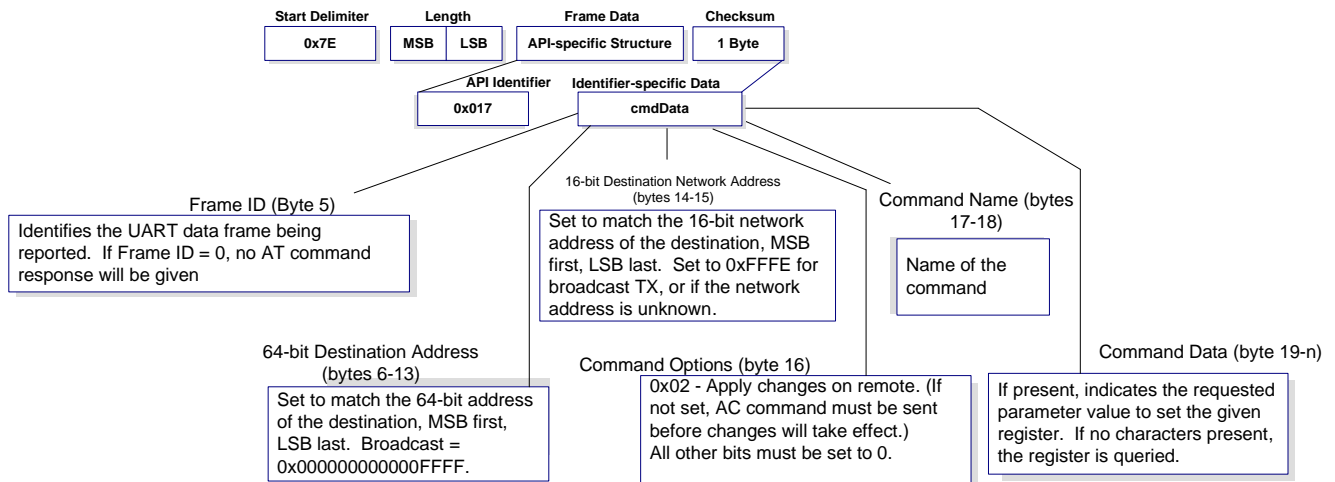 Start Delimiter Length Frame Data Checksum
0x7E MSB LSB API-specific Structure 1 Byte
API Identifier Identifier-specific Data
0x017 cmdData
Frame ID (Byte 5)
Identifies the UART data frame being
reported. If Frame ID = 0, no AT command
response will be given
16-bit Destination Network Address
(bytes 14-15)
Set to match the 16-bit network
address of the destination, MSB
first, LSB last. Set to 0xFFFE for
broadcast TX, or if the network
address is unknown.
Command Name (bytes
17-18)
Name of the
command
64-bit Destination Address
(bytes 6-13)
Set to match the 64-bit address
of the destination, MSB first,
LSB last. Broadcast =
0x000000000000FFFF.
Command Options (byte 16)
0x02 - Apply changes on remote. (If
not set, AC command must be sent
before changes will take effect.)
All other bits must be set to 0.
Command Data (byte 19-n)
If present, indicates the requested
parameter value to set the given
register. If no characters present,
the register is queried.